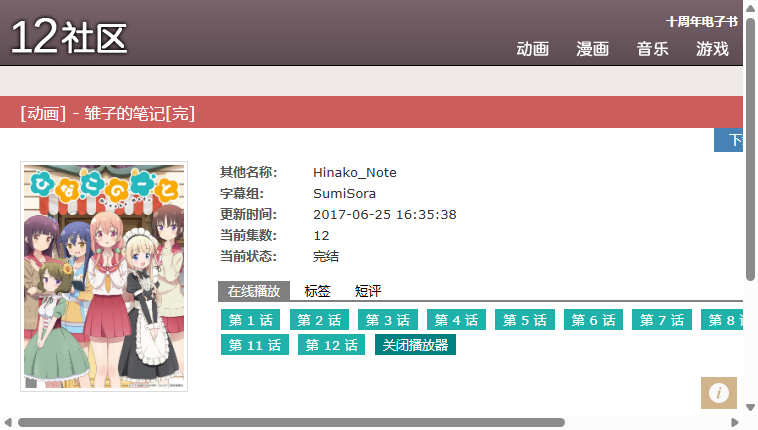 12社区
十周年电子书
动画 漫画 音乐 游戏
[动画] - 雏子的笔记[完]
ひなこのーと
其他名称: Hinako_Note
字幕组: SumiSora
更新时间: 2017-06-25 16:35:38
当前集数: 12
当前状态: 完结
在线播放 标签 短评
第 1 话 第 2 话 第 3 话 第 4 话 第 5 话 第 6 话 第 7 话 第 8
第 11 话 第 12 话 关闭播放器